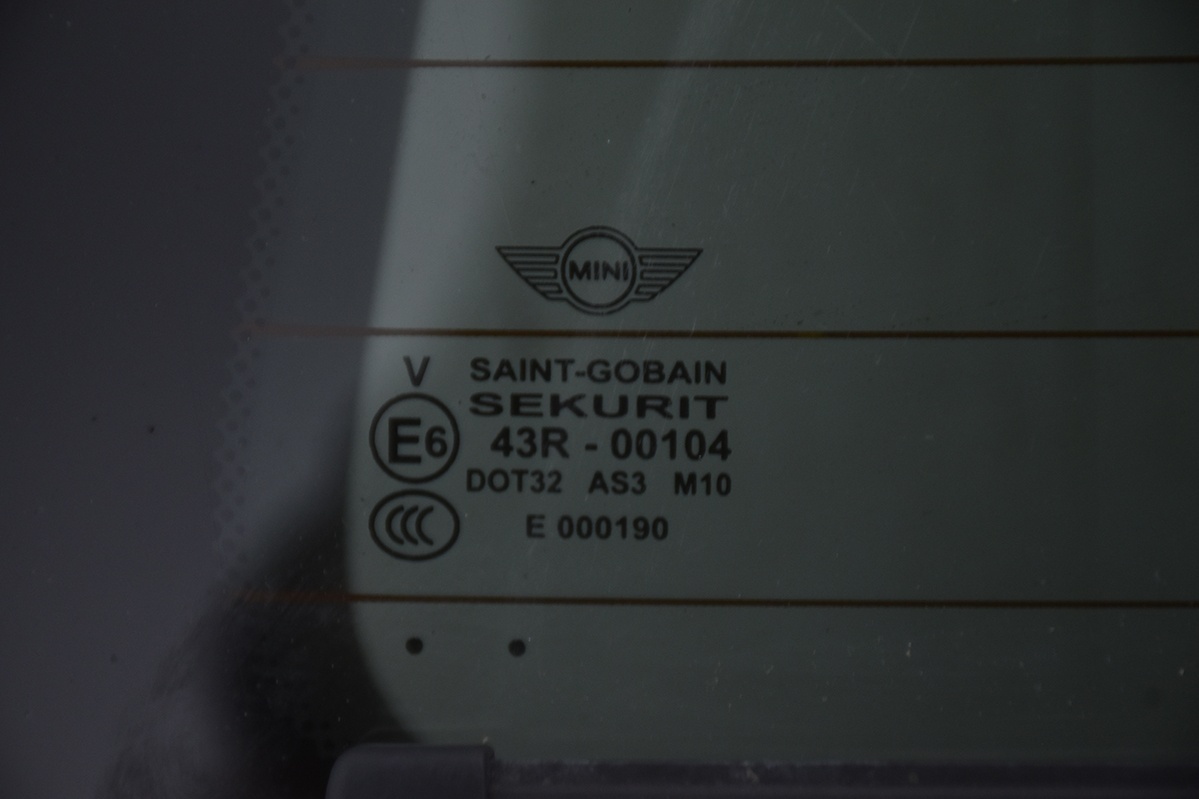 MINI
V SAINT-GOBAIN
SEKURIT
E6 43R - 00104
DOT32 AS3 M10
CCC E 000190